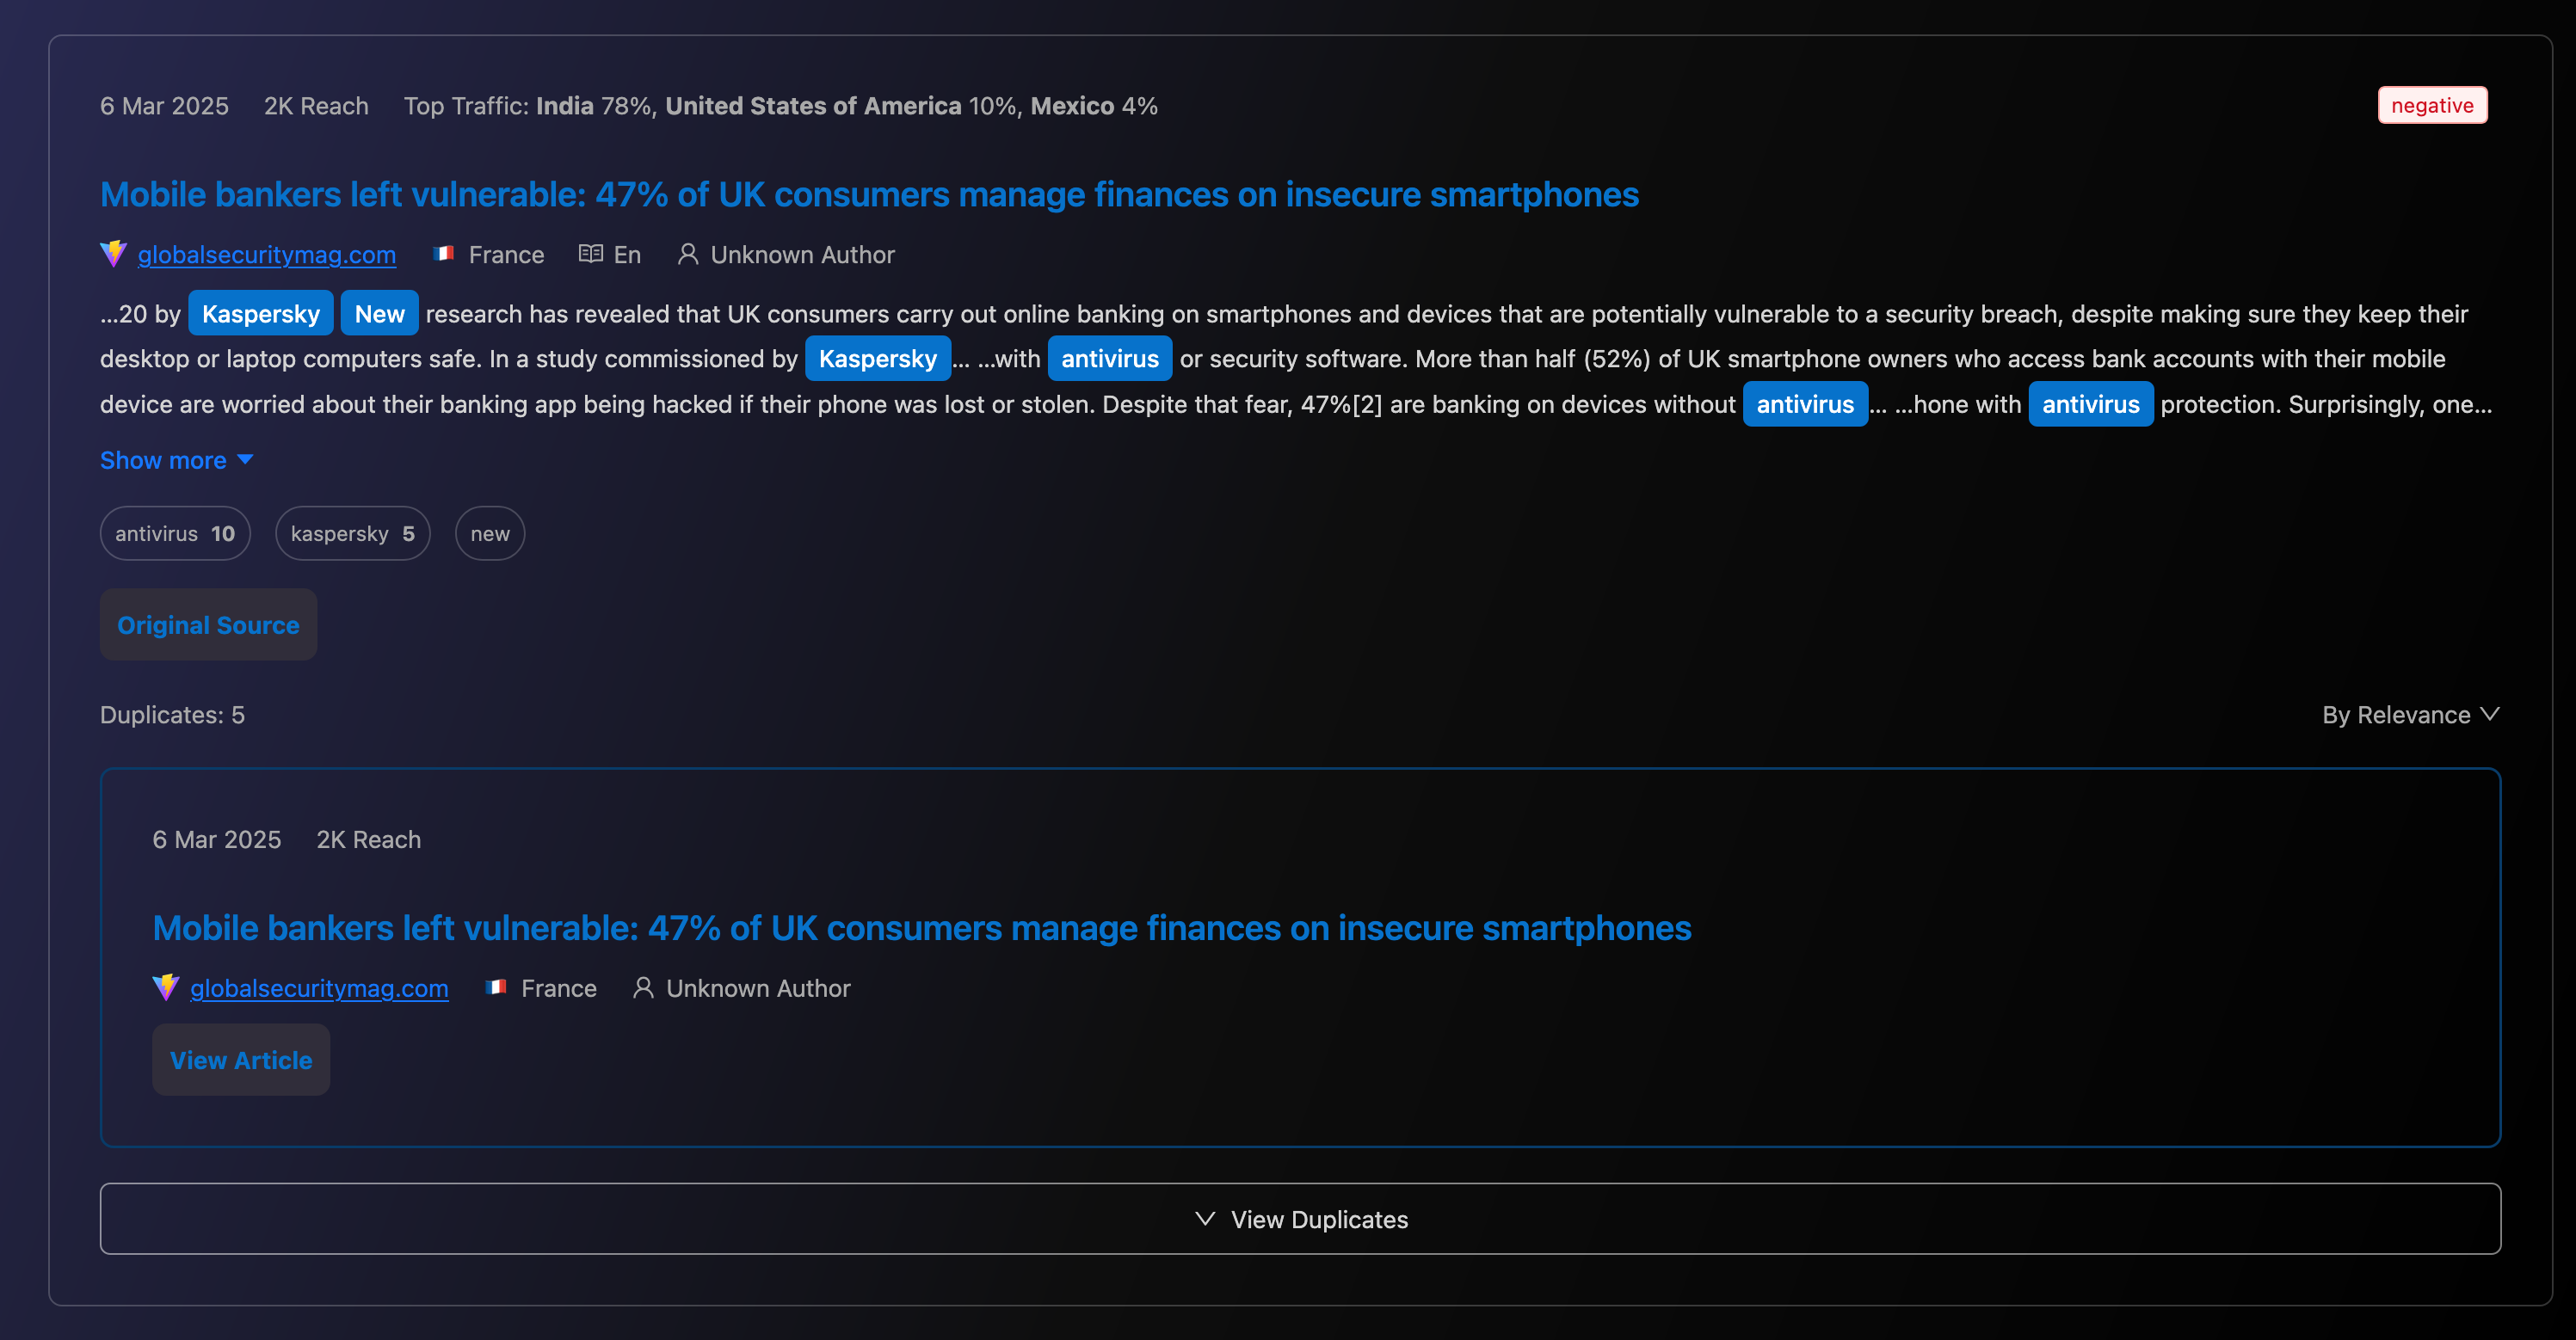 6 Mar 2025 2K Reach Top Traffic: India 78%, United States of America 10%, Mexico 4% negative
Mobile bankers left vulnerable: 47% of UK consumers manage finances on insecure smartphones
globalsecuritymag.com France En Unknown Author
...20 by Kaspersky New research has revealed that UK consumers carry out online banking on smartphones and devices that are potentially vulnerable to a security breach, despite making sure they keep their
desktop or laptop computers safe. In a study commissioned by Kaspersky... ...with antivirus or security software. More than half (52%) of UK smartphone owners who access bank accounts with their mobile
device are worried about their banking app being hacked if their phone was lost or stolen. Despite that fear, 47%[2] are banking on devices without antivirus... ...hone with antivirus protection. Surprisingly, one...
Show more
antivirus 10 kaspersky 5 new
Original Source
Duplicates: 5 By Relevance
6 Mar 2025 2K Reach
Mobile bankers left vulnerable: 47% of UK consumers manage finances on insecure smartphones
globalsecuritymag.com France Unknown Author
View Article
View Duplicates